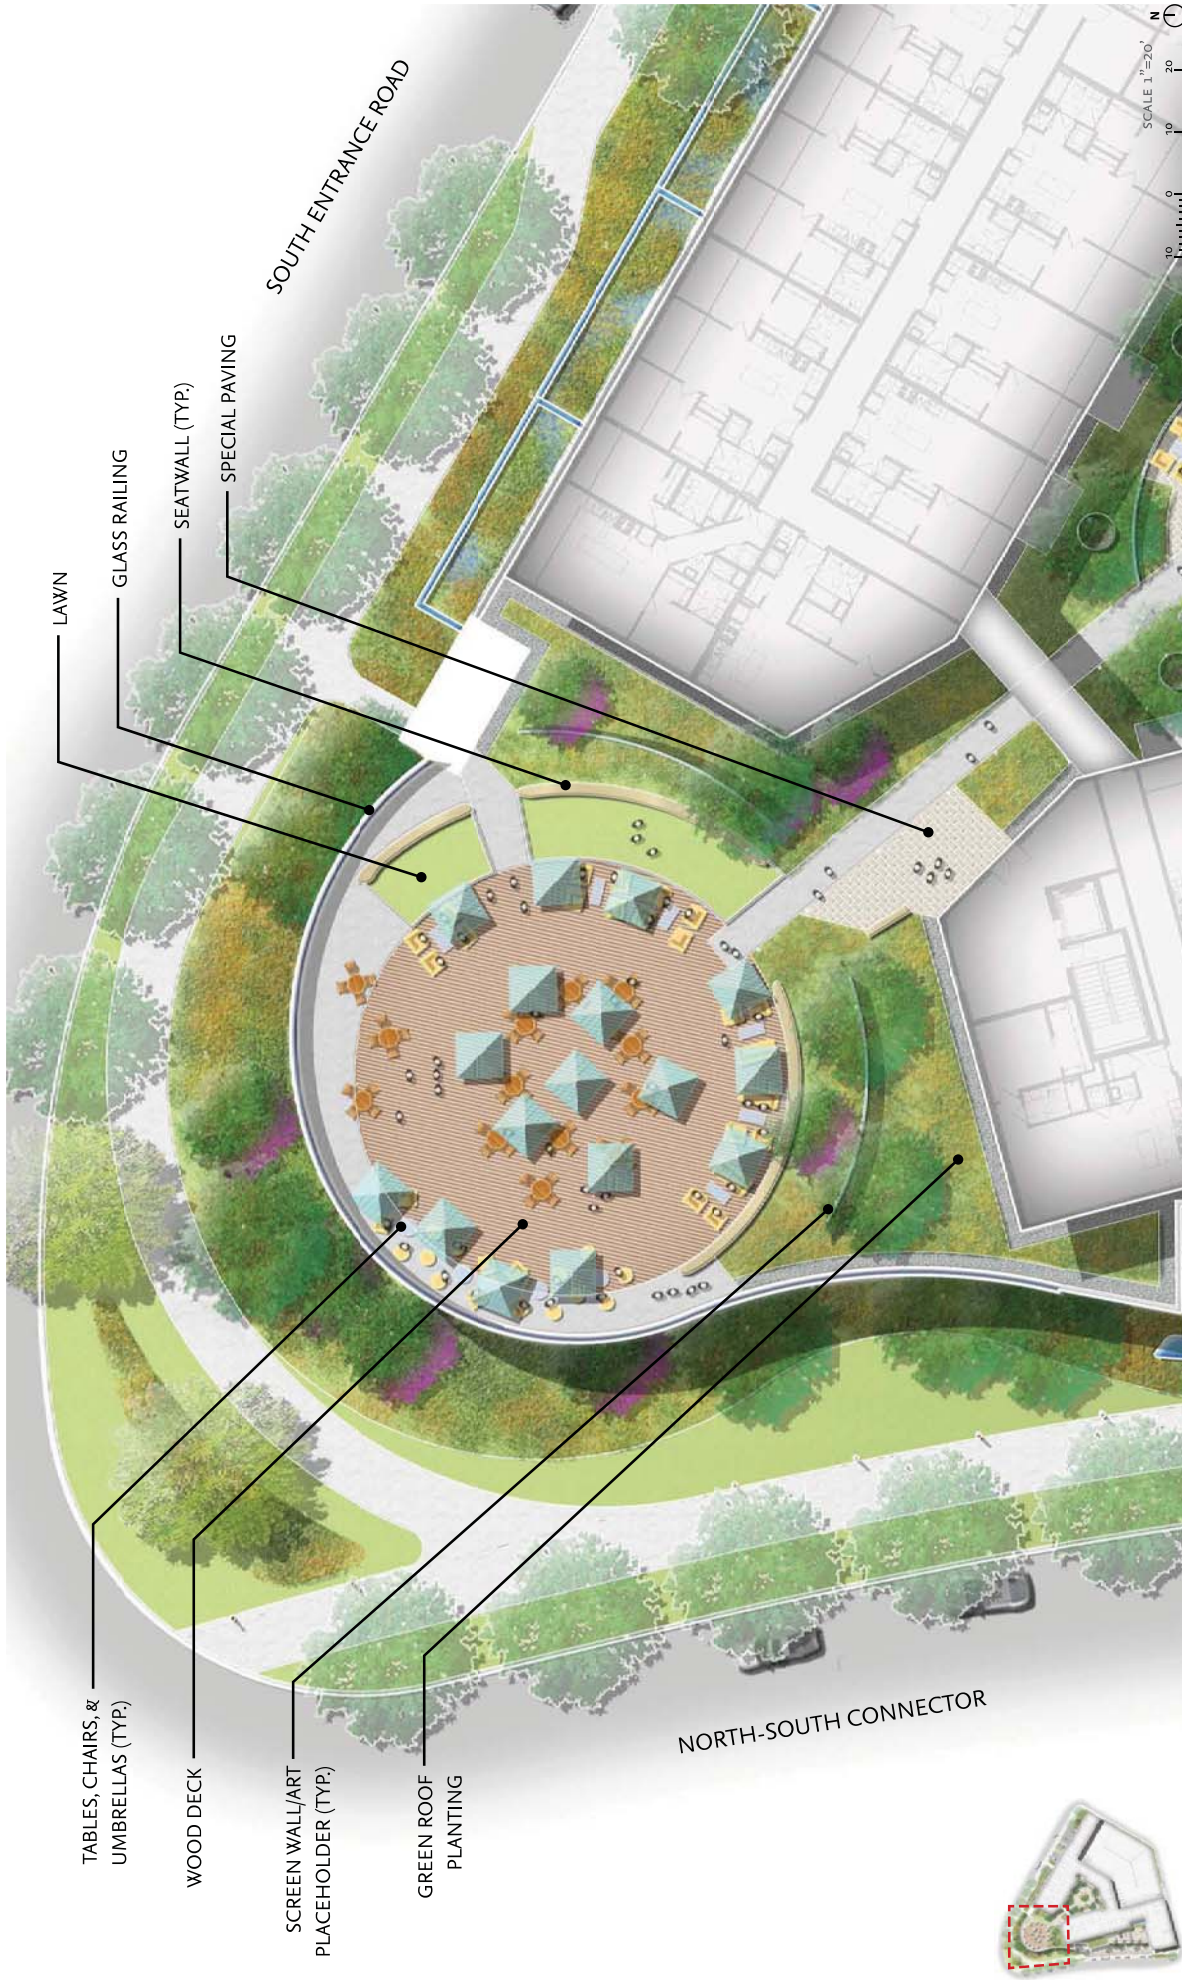 TABLES, CHAIRS, &
UMBRELLAS (TYP.)
WOOD DECK
SCREEN WALL/ART
PLACEHOLDER (TYP.)
GREEN ROOF
PLANTING
LAWN
GLASS RAILING
SEATWALL (TYP.)
SPECIAL PAVING
SOUTH ENTRANCE ROAD
NORTH-SOUTH CONNECTOR
SCALE 1"=20'
10 0 10 20
N